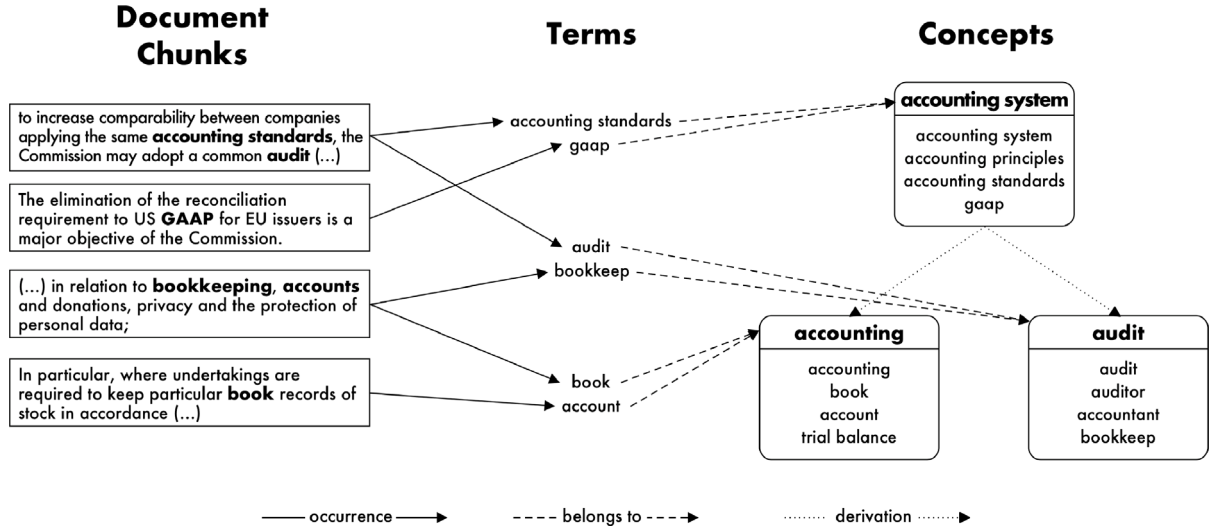 Document
Chunks
Terms
Concepts
to increase comparability between companies
applying the same accounting standards, the
Commission may adopt a common audit (...)
The elimination of the reconciliation
requirement to US GAAP for EU issuers is a
major objective of the Commission.
(...) in relation to bookkeeping, accounts
and donations, privacy and the protection of
personal data;
In particular, where undertakings are
required to keep particular book records of
stock in accordance (...)
accounting standards
gaap
audit
bookkeep
book
account
accounting system
accounting system
accounting principles
accounting standards
gaap
accounting
accounting
book
account
trial balance
audit
audit
auditor
accountant
bookkeep
occurrence
belongs to
derivation